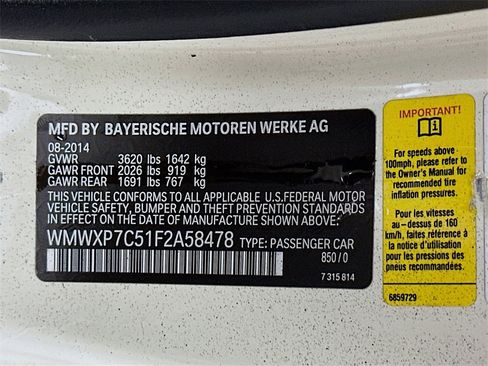 MFD BY BAYERISCHE MOTOREN WERKE AG
08-2014
GVWR 3620 lbs 1642 kg
GAWR FRONT 2026 lbs 919 kg
GAWR REAR 1691 lbs 767 kg
THIS VEHICLE CONFORMS TO ALL APPLICABLE U.S.FEDERAL MOTOR
VEHICLE SAFETY, BUMPER AND THEFT PREVENTION STANDARDS
IN EFFECT ON THE DATE OF MANUFACTURE SHOWN ABOVE.
WMWXP7C51F2A58478 TYPE: PASSENGER CAR
850/0
7 315 814
IMPORTANT!
For speeds above
100mph, please refer to
the Owner's Manual for
recommended tire
inflation pressures.
Pour les vitesses
au-dessus de 160
km/h, faites référence
à la Notice d'Utilisation
pour les pressions des
pneus recommandées.
6859729